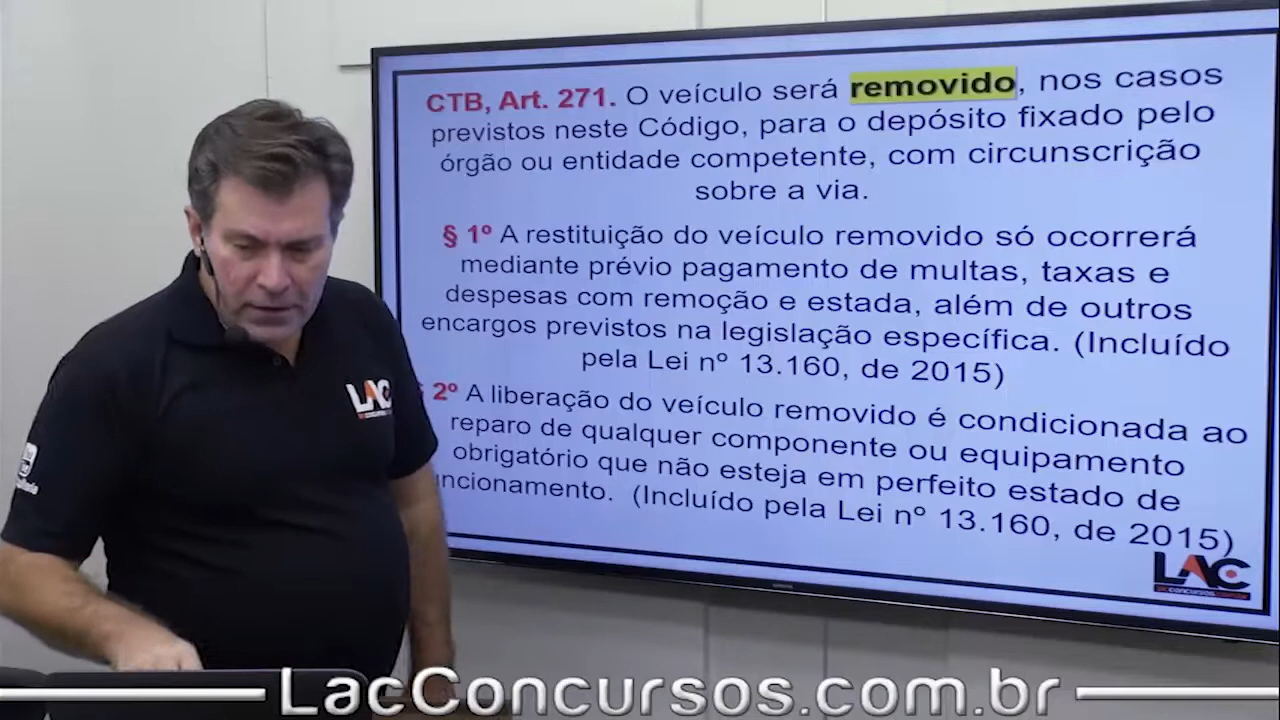 CTB, Art. 271. O veículo será removido, nos casos
previstos neste Código, para o depósito fixado pelo
órgão ou entidade competente, com circunscrição
sobre a via.
§ 1º A restituição do veículo removido só ocorrerá
mediante prévio pagamento de multas, taxas e
despesas com remoção e estada, além de outros
encargos previstos na legislação específica. (Incluído
pela Lei nº 13.160, de 2015)
2º A liberação do veículo removido é condicionada ao
reparo de qualquer componente ou equipamento
obrigatório que não esteja em perfeito estado de
uncionamento. (Incluído pela Lei nº 13.160, de 2015)
LAC
LAC
LacConcursos.com.br